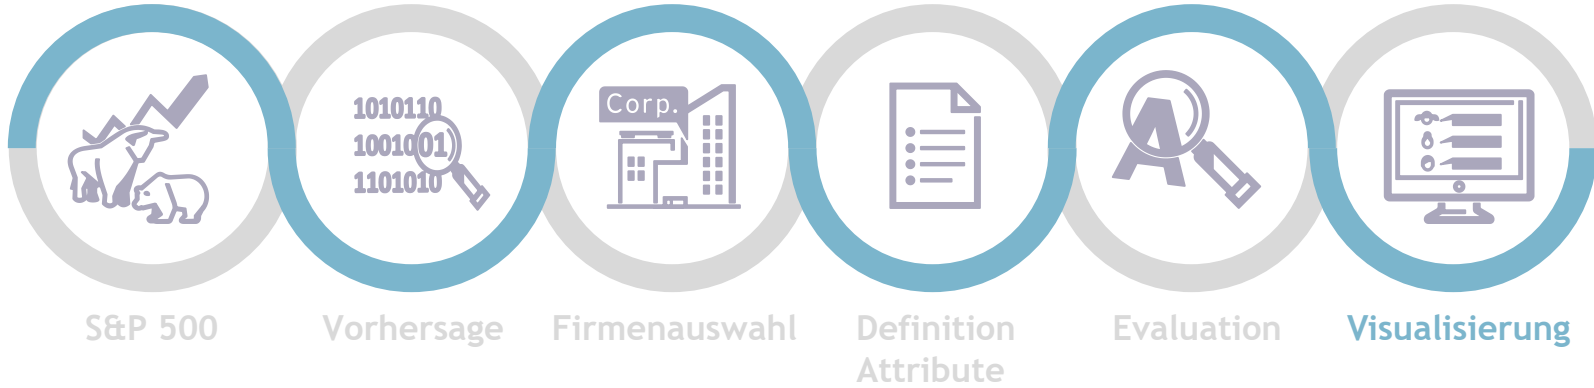 1010110
1001001
1101010
Corp.
A
S&P 500
Vorhersage
Firmenauswahl
Definition
Attribute
Evaluation
Visualisierung